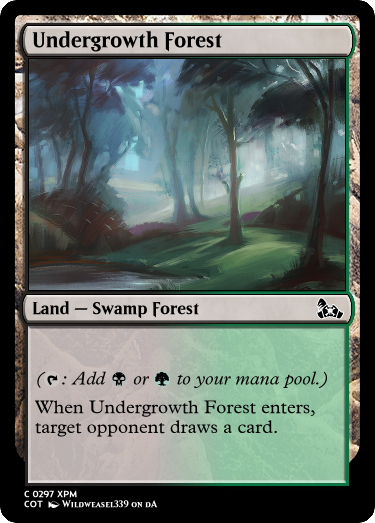 Undergrowth Forest
Land — Swamp Forest
( : Add or to your mana pool.)
When Undergrowth Forest enters,
target opponent draws a card.
C 0297 XPM
COT Wildweasel339 on dA